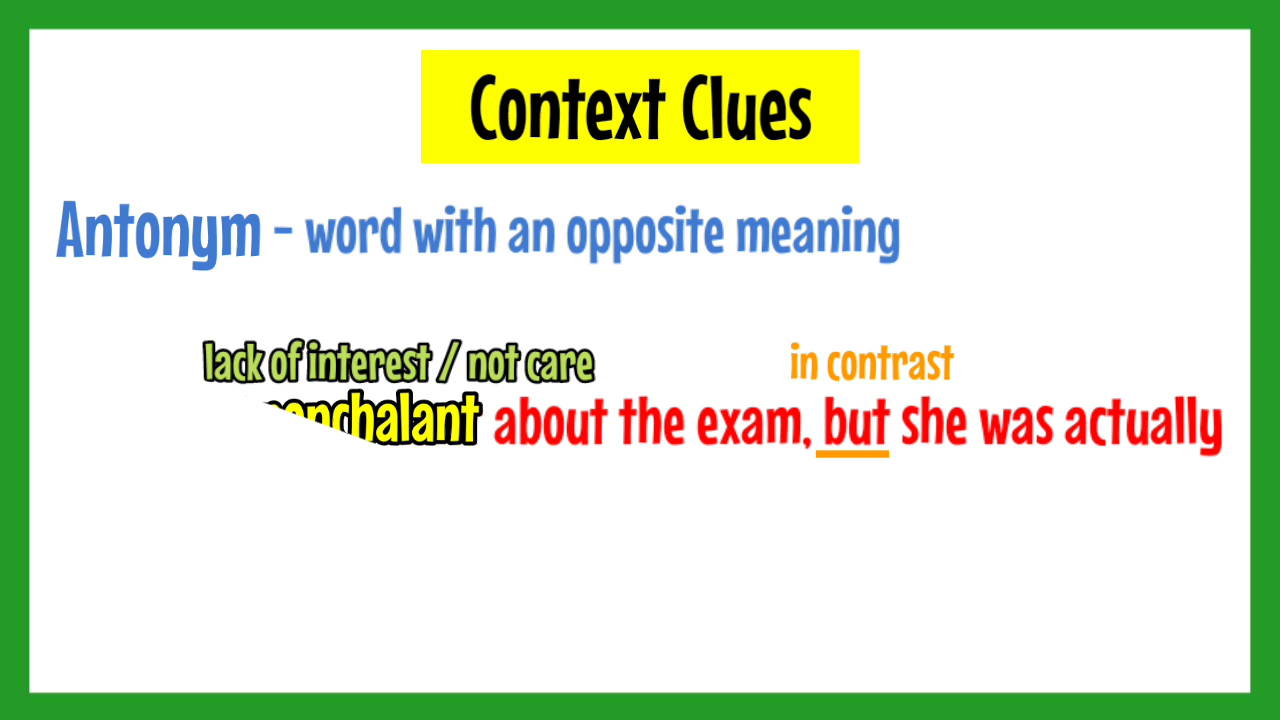 Context Clues
Antonym - word with an opposite meaning
lack of interest / not care in contrast
nonchalant about the exam, but she was actually